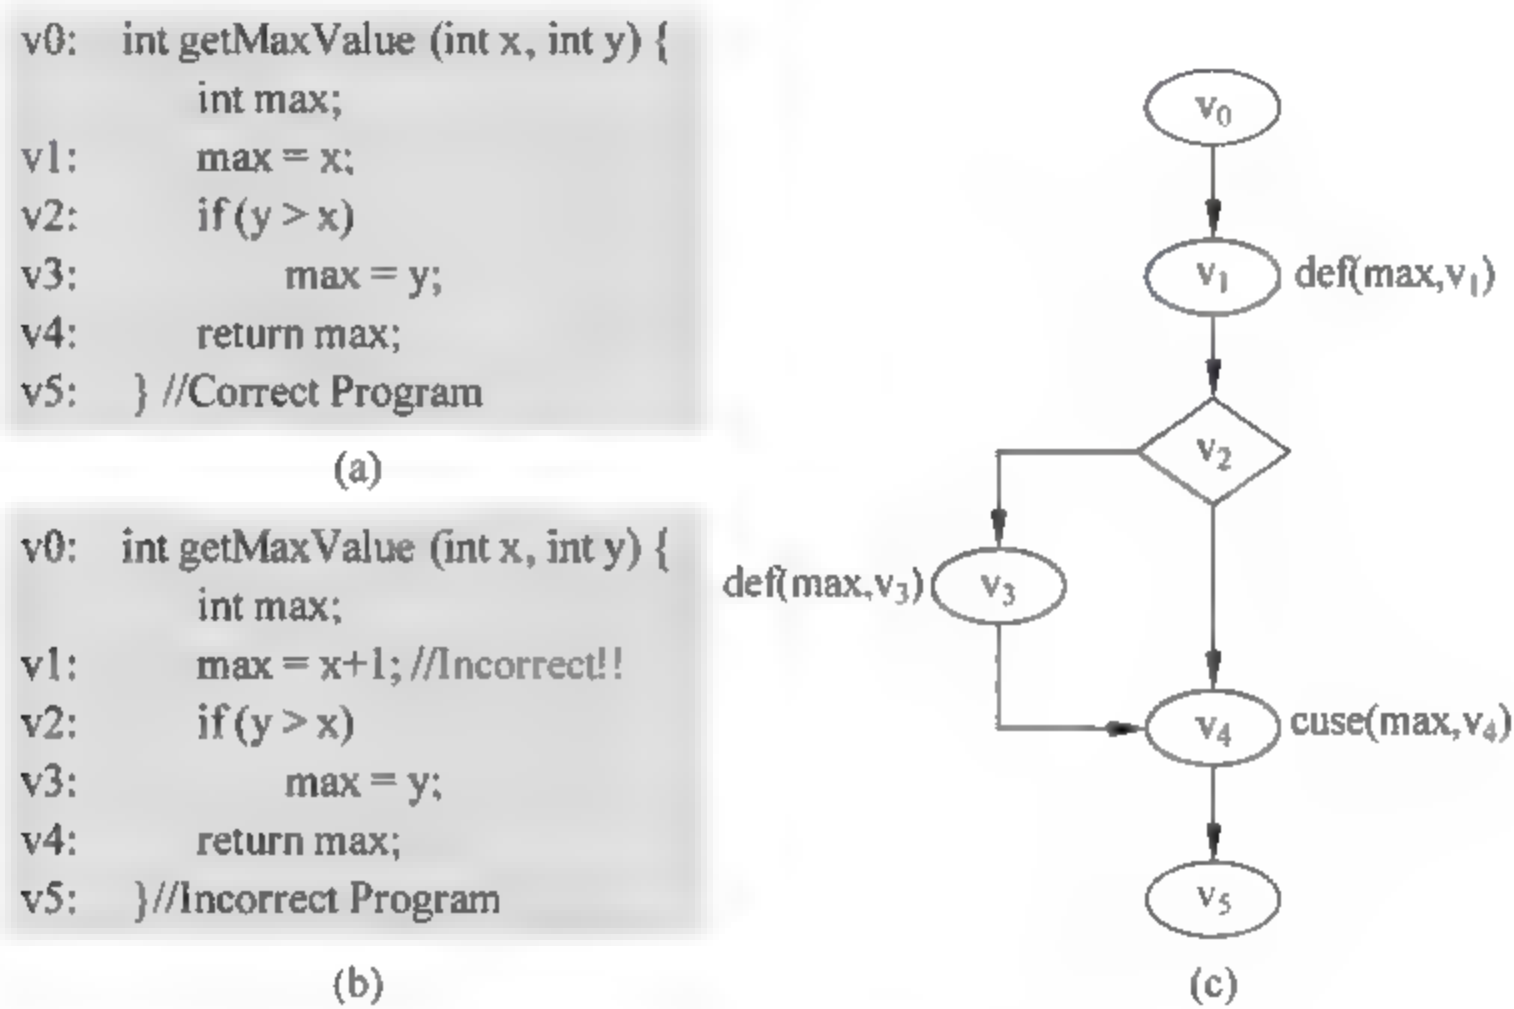 v0: int getMaxValue (int x, int y) {
int max;
v1: max = x;
v2: if (y > x)
v3: max = y;
v4: return max;
v5: } //Correct Program
(a)
v0: int getMaxValue (int x, int y) {
int max;
v1: max = x+1; //Incorrect!!
v2: if (y > x)
v3: max = y;
v4: return max;
v5: }//Incorrect Program
(b)
v₀
v₁ def(max,v₁)
v₂
def(max,v₃) v₃
v₄ cuse(max,v₄)
v₅
(c)